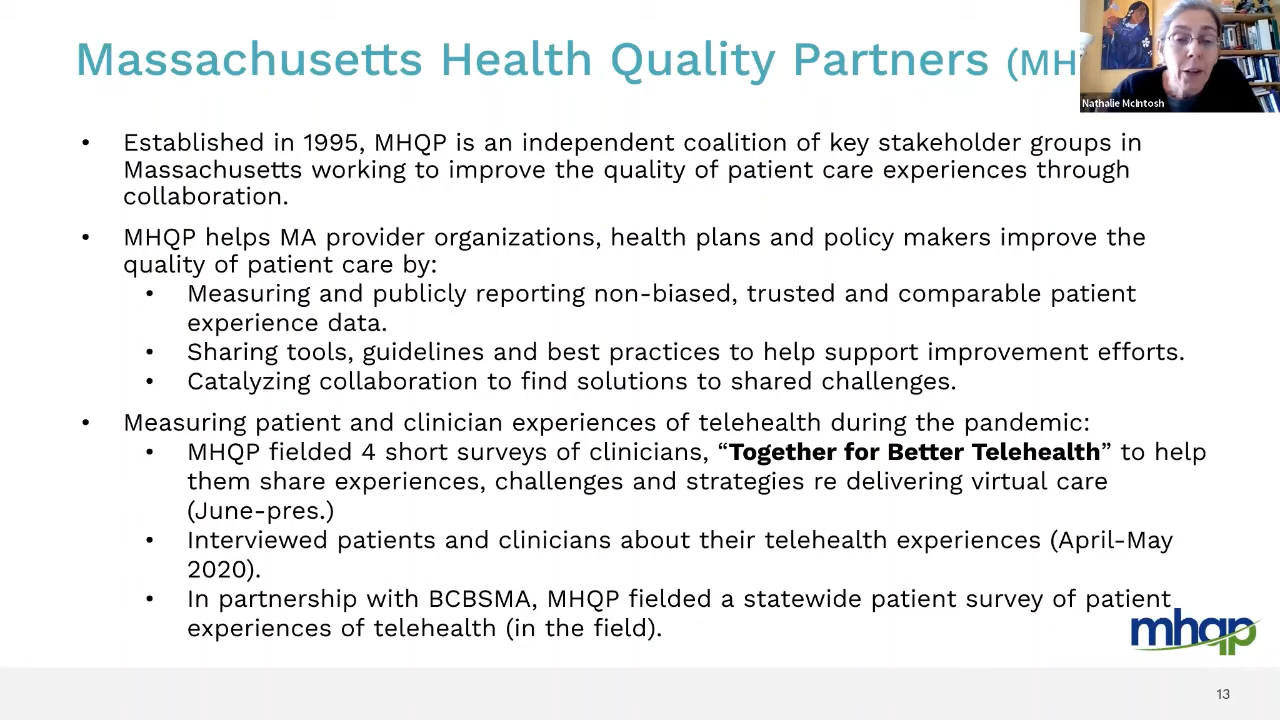 Massachusetts Health Quality Partners (MH
Nathalie McIntosh
• Established in 1995, MHQP is an independent coalition of key stakeholder groups in
Massachusetts working to improve the quality of patient care experiences through
collaboration.
• MHQP helps MA provider organizations, health plans and policy makers improve the
quality of patient care by:
• Measuring and publicly reporting non-biased, trusted and comparable patient
experience data.
• Sharing tools, guidelines and best practices to help support improvement efforts.
• Catalyzing collaboration to find solutions to shared challenges.
• Measuring patient and clinician experiences of telehealth during the pandemic:
• MHQP fielded 4 short surveys of clinicians, “Together for Better Telehealth” to help
them share experiences, challenges and strategies re delivering virtual care
(June-pres.)
• Interviewed patients and clinicians about their telehealth experiences (April-May
2020).
• In partnership with BCBSMA, MHQP fielded a statewide patient survey of patient
experiences of telehealth (in the field).
mhqp
13